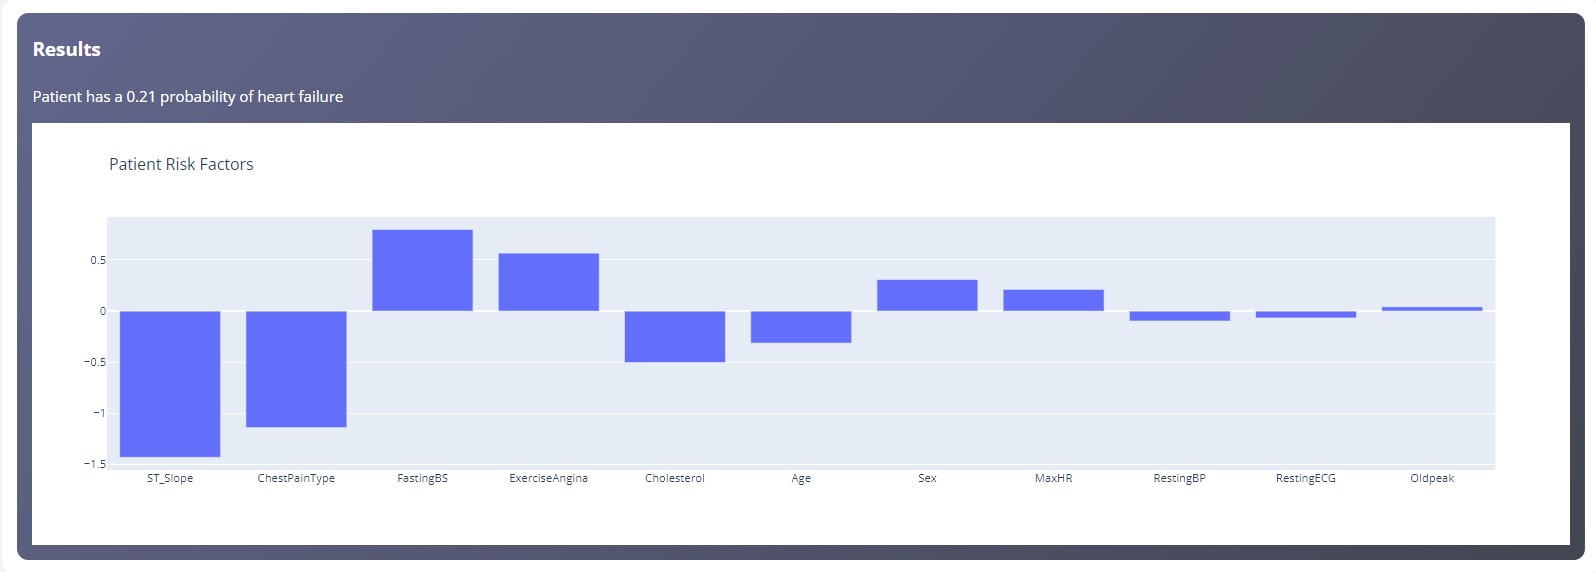 Results
Patient has a 0.21 probability of heart failure
Patient Risk Factors
0.5
0
−0.5
−1
−1.5
ST_Slope ChestPainType FastingBS ExerciseAngina Cholesterol Age Sex MaxHR RestingBP RestingECG Oldpeak